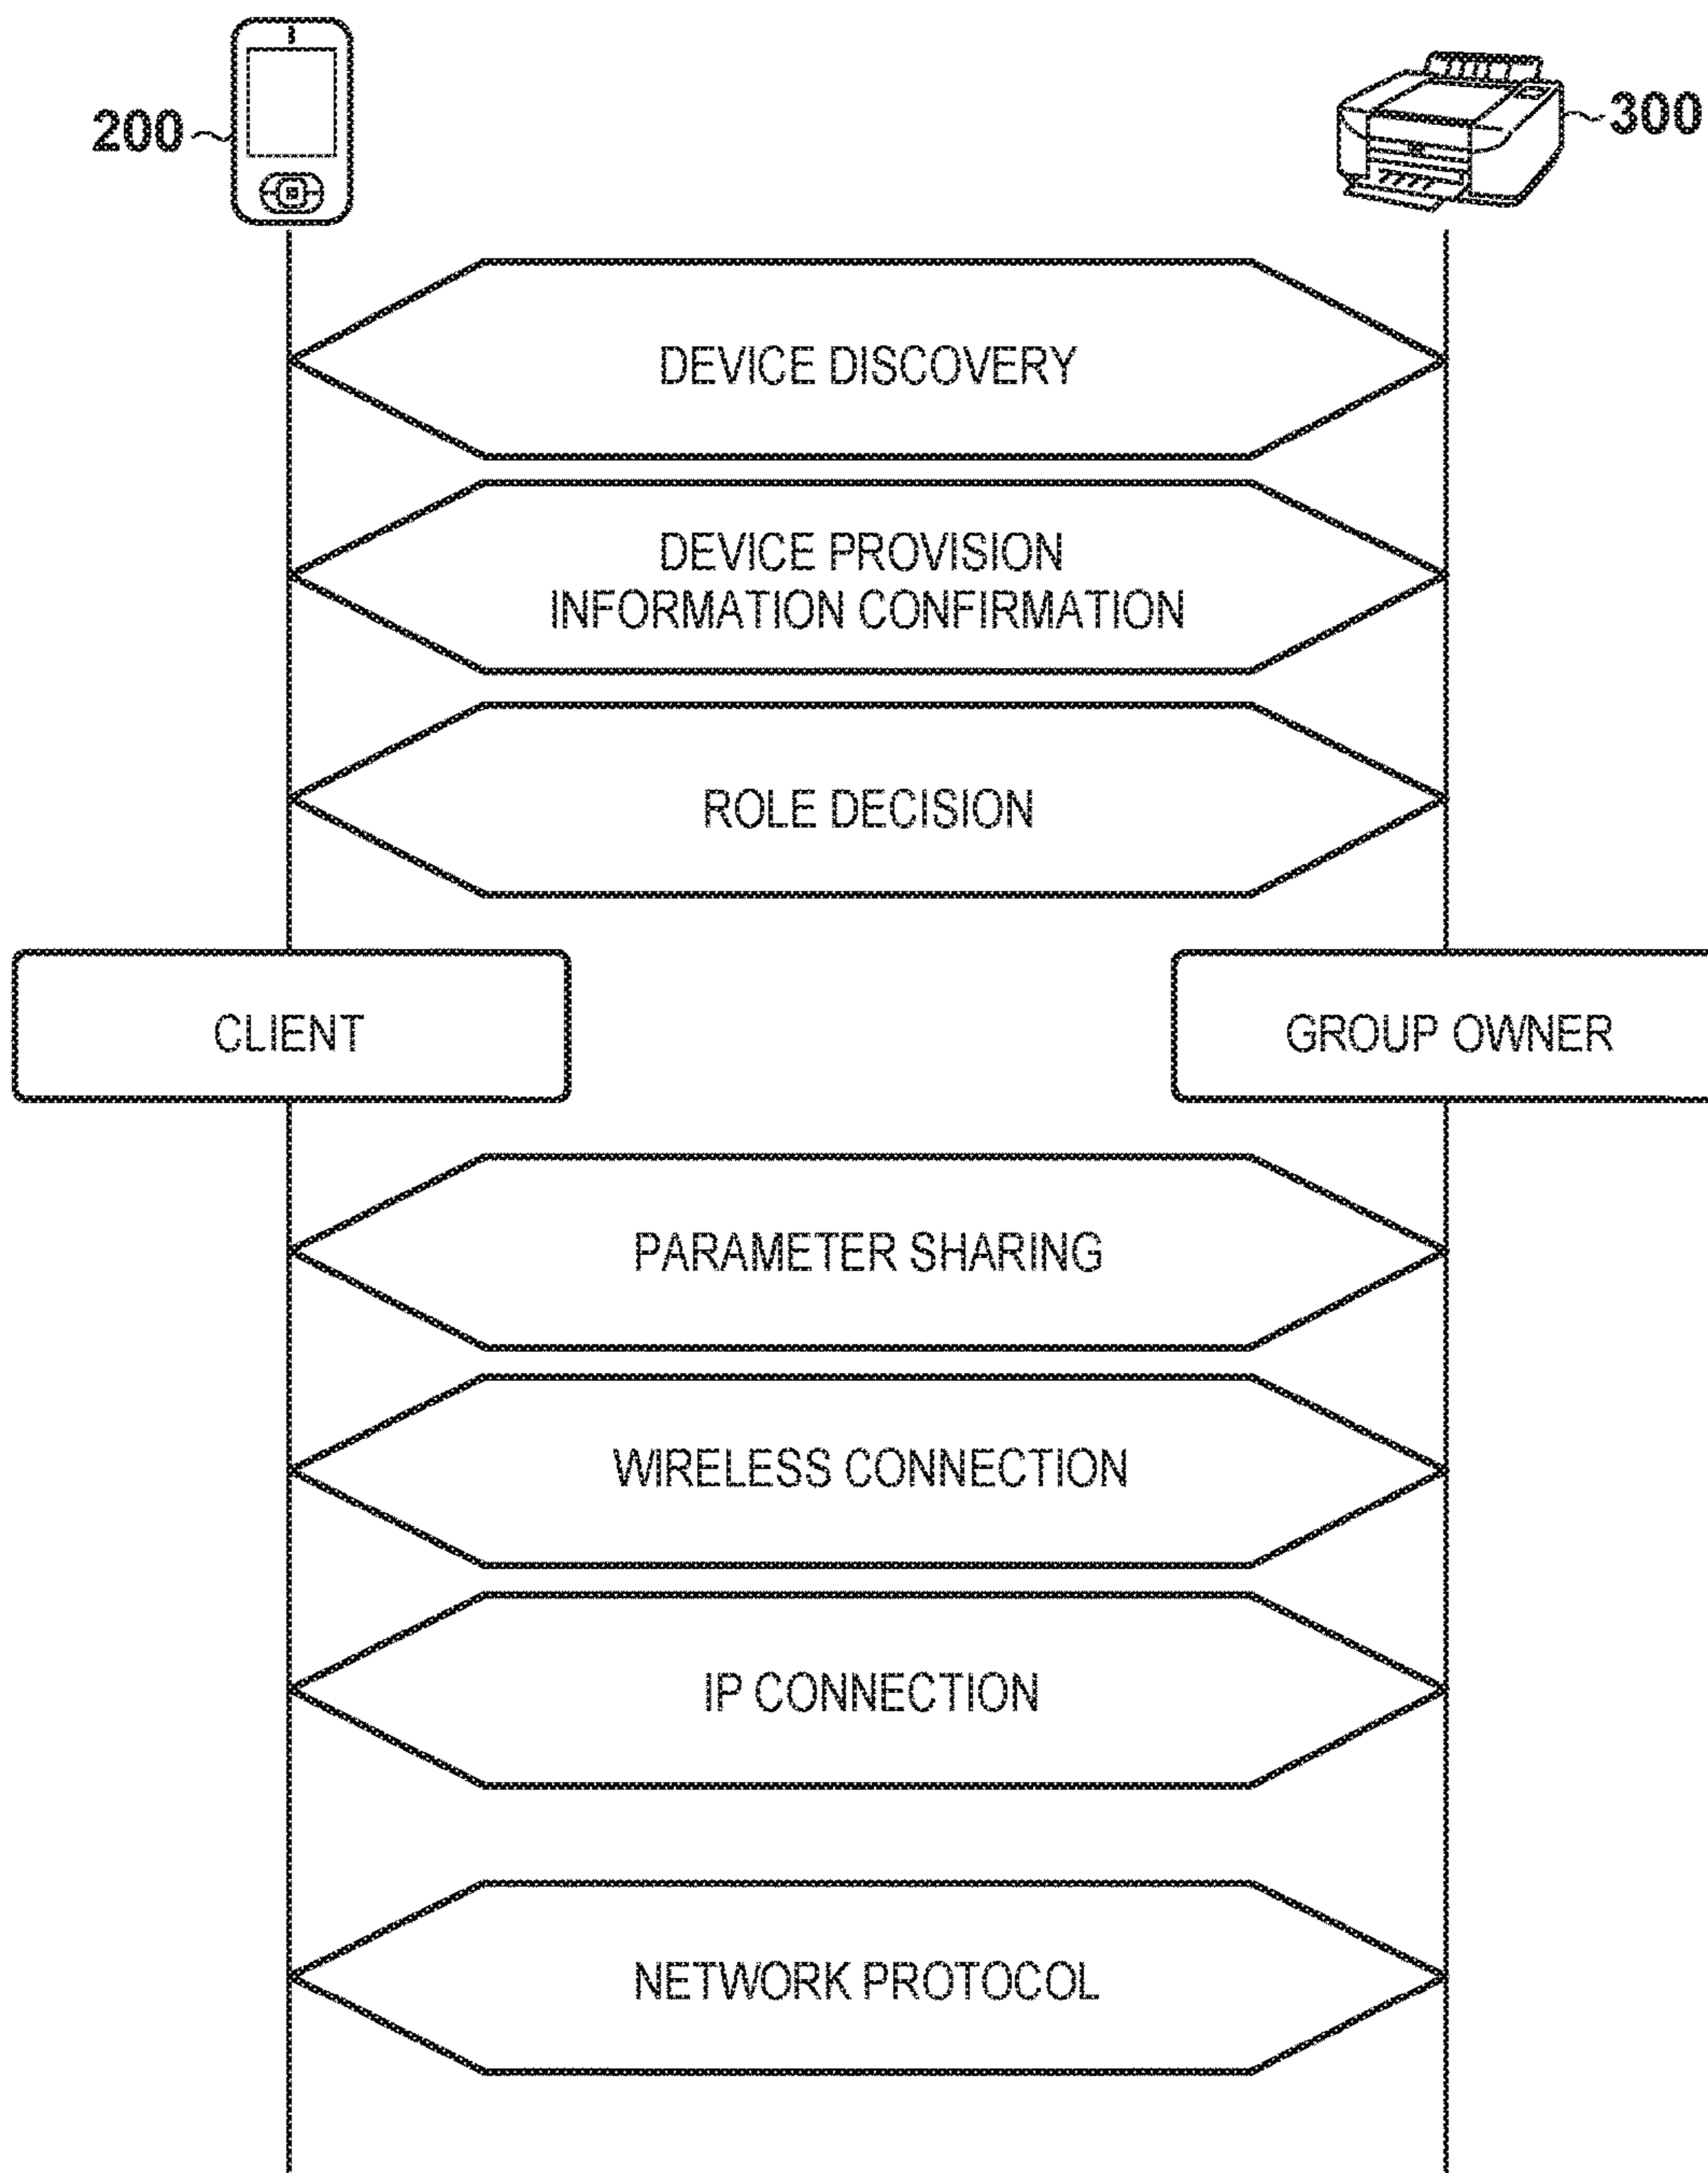 200
300
DEVICE DISCOVERY
DEVICE PROVISION
INFORMATION CONFIRMATION
ROLE DECISION
CLIENT
GROUP OWNER
PARAMETER SHARING
WIRELESS CONNECTION
IP CONNECTION
NETWORK PROTOCOL